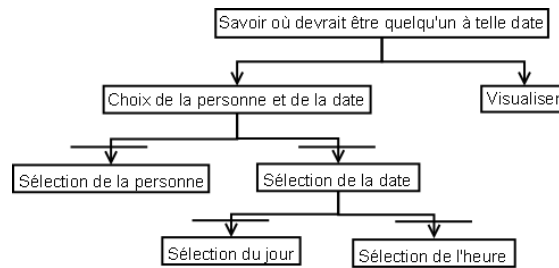 Savoir où devrait être quelqu'un à telle date
Choix de la personne et de la date
Visualiser
Sélection de la personne
Sélection de la date
Sélection du jour
Sélection de l'heure